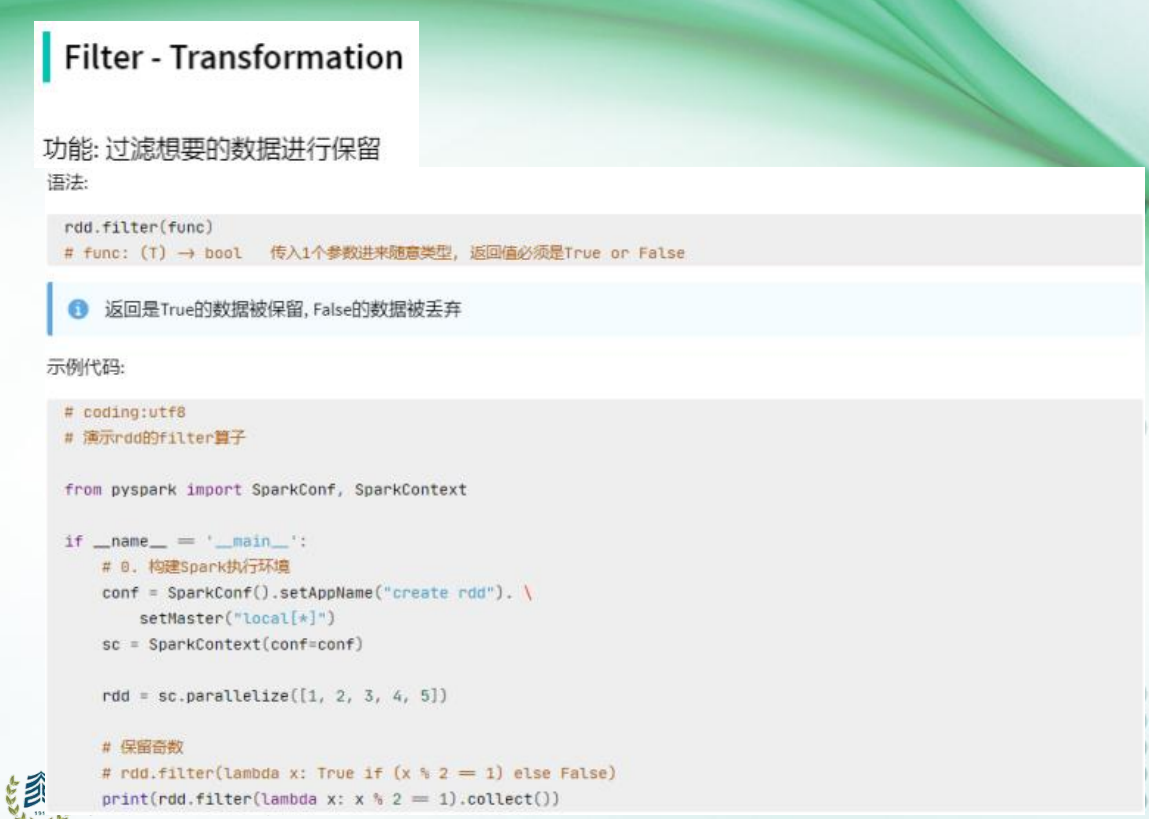 Filter - Transformation
功能: 过滤想要的数据进行保留
语法:
rdd.filter(func)
# func: (T) → bool 传入1个参数进来随意类型, 返回值必须是True or False
返回是True的数据被保留, False的数据被丢弃
示例代码:
# coding:utf8
# 演示rdd的filter算子
from pyspark import SparkConf, SparkContext
if __name__ == '__main__':
# 0. 构建Spark执行环境
conf = SparkConf().setAppName("create rdd"). \
setMaster("local[*]")
sc = SparkContext(conf=conf)
rdd = sc.parallelize([1, 2, 3, 4, 5])
# 保留奇数
# rdd.filter(lambda x: True if (x % 2 == 1) else False)
print(rdd.filter(lambda x: x % 2 == 1).collect())